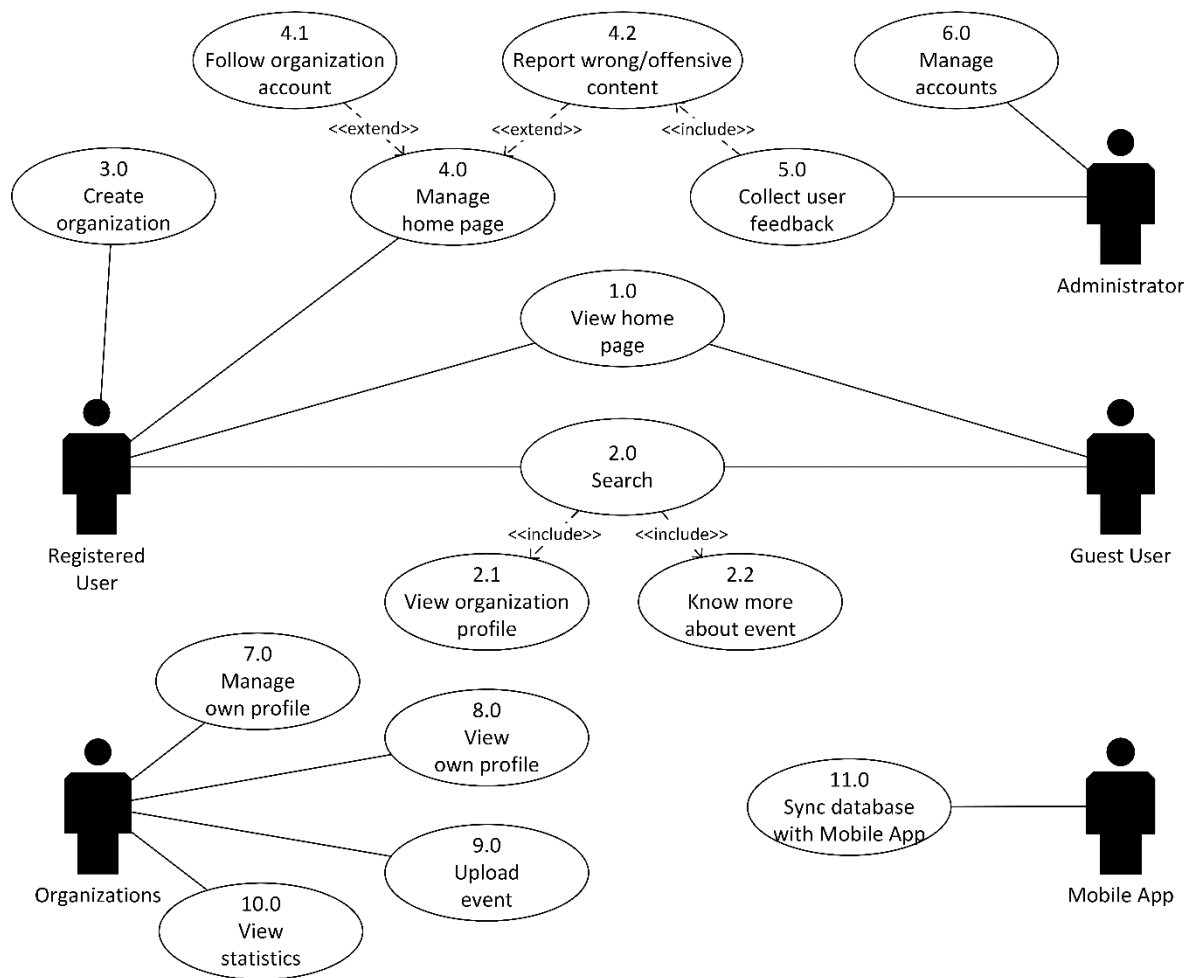 4.1
Follow organization
account
4.2
Report wrong/offensive
content
6.0
Manage
accounts
<<extend>>
<<extend>>
<<include>>
3.0
Create
organization
4.0
Manage
home page
5.0
Collect user
feedback
Administrator
1.0
View home
page
2.0
Search
Registered
User
Guest User
<<include>>
<<include>>
2.1
View organization
profile
2.2
Know more
about event
7.0
Manage
own profile
8.0
View
own profile
11.0
Sync database
with Mobile App
9.0
Upload
event
Organizations
Mobile App
10.0
View
statistics